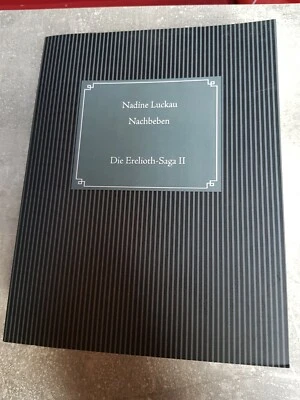 Nadine Luckau
Nachbeben
Die Erelioth-Saga II